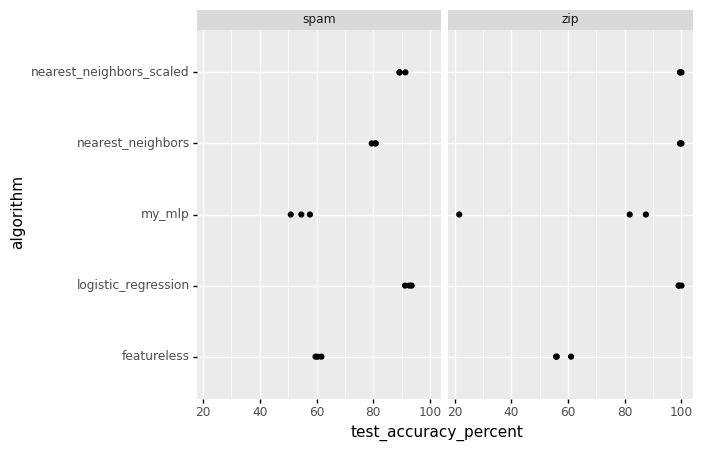 spam
zip
nearest_neighbors_scaled
nearest_neighbors
my_mlp
logistic_regression
featureless
algorithm
20 40 60 80 100
20 40 60 80 100
test_accuracy_percent